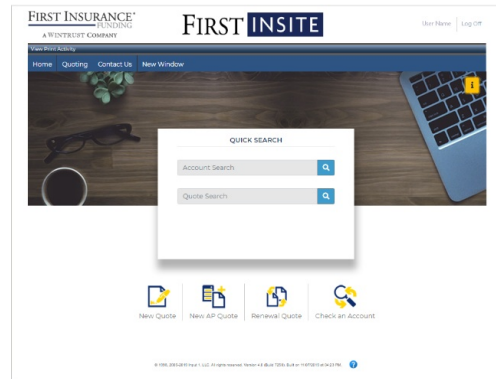 FIRST INSURANCE®
FUNDING
A WINTRUST COMPANY
FIRST INSITE
User Name
Log Off
View Print Activity
Home
Quoting
Contact Us
New Window
i
QUICK SEARCH
Account Search
Quote Search
New Quote
New AP Quote
Renewal Quote
Check an Account
?